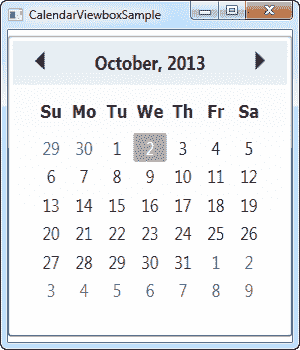 CalendarViewboxSample
October, 2013
Su Mo Tu We Th Fr Sa
29 30 1 2 3 4 5
6 7 8 9 10 11 12
13 14 15 16 17 18 19
20 21 22 23 24 25 26
27 28 29 30 31 1 2
3 4 5 6 7 8 9